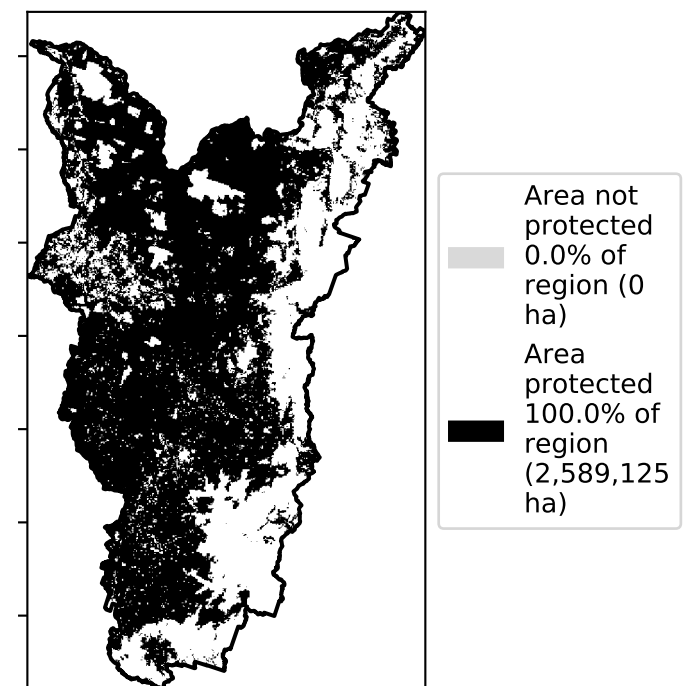 Area not
protected
0.0% of
region (0
ha)
Area
protected
100.0% of
region
(2,589,125
ha)